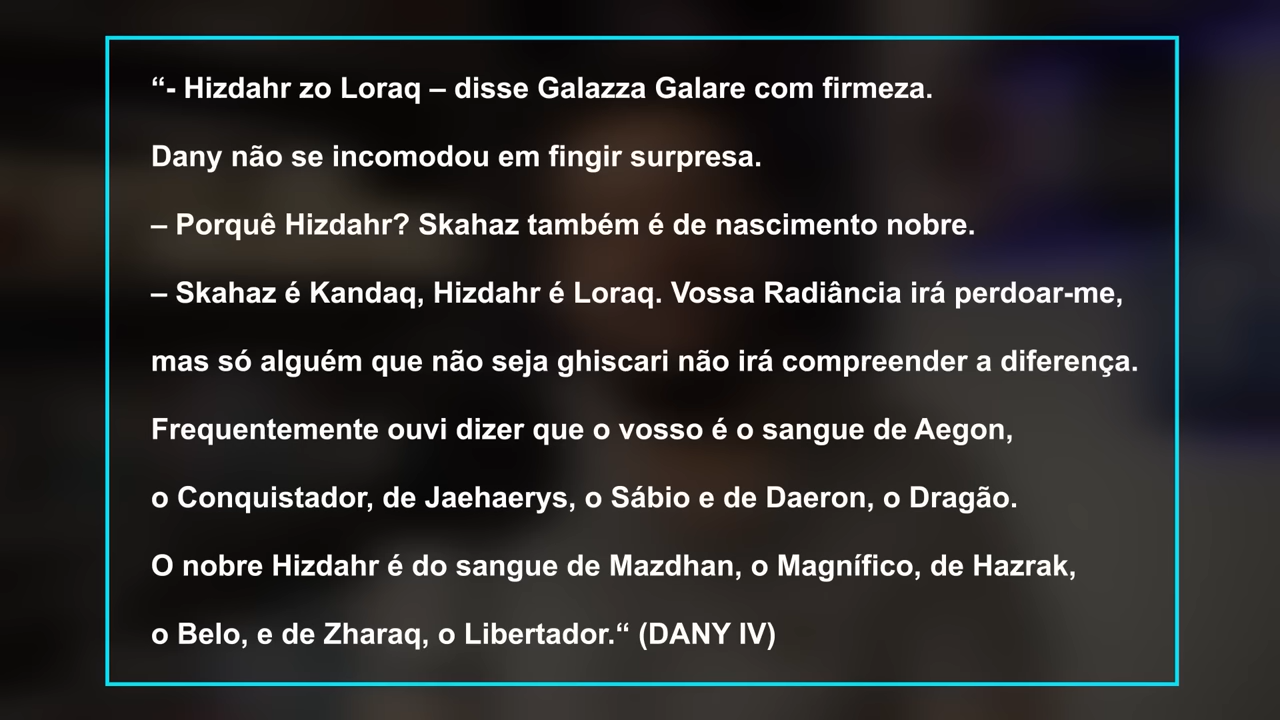 “- Hizdahr zo Loraq – disse Galazza Galare com firmeza.
Dany não se incomodou em fingir surpresa.
– Porquê Hizdahr? Skahaz também é de nascimento nobre.
– Skahaz é Kandaq, Hizdahr é Loraq. Vossa Radiância irá perdoar-me,
mas só alguém que não seja ghiscari não irá compreender a diferença.
Frequentemente ouvi dizer que o vosso é o sangue de Aegon,
o Conquistador, de Jaehaerys, o Sábio e de Daeron, o Dragão.
O nobre Hizdahr é do sangue de Mazdhan, o Magnífico, de Hazrak,
o Belo, e de Zharaq, o Libertador.“ (DANY IV)